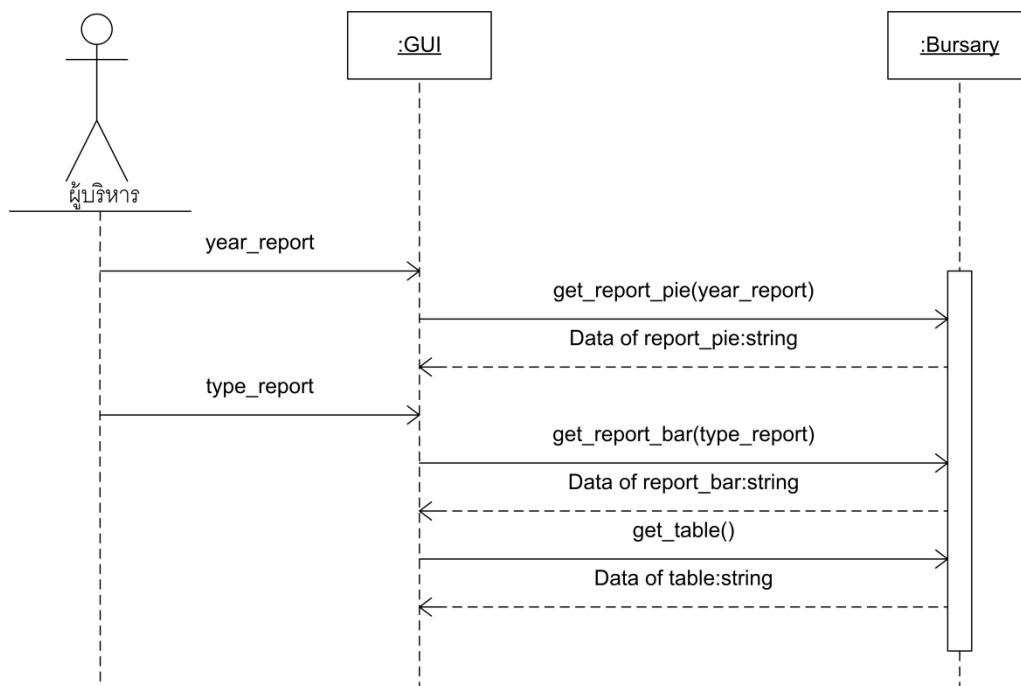 :GUI
:Bursary
ผู้บริหาร
year_report
get_report_pie(year_report)
Data of report_pie:string
type_report
get_report_bar(type_report)
Data of report_bar:string
get_table()
Data of table:string